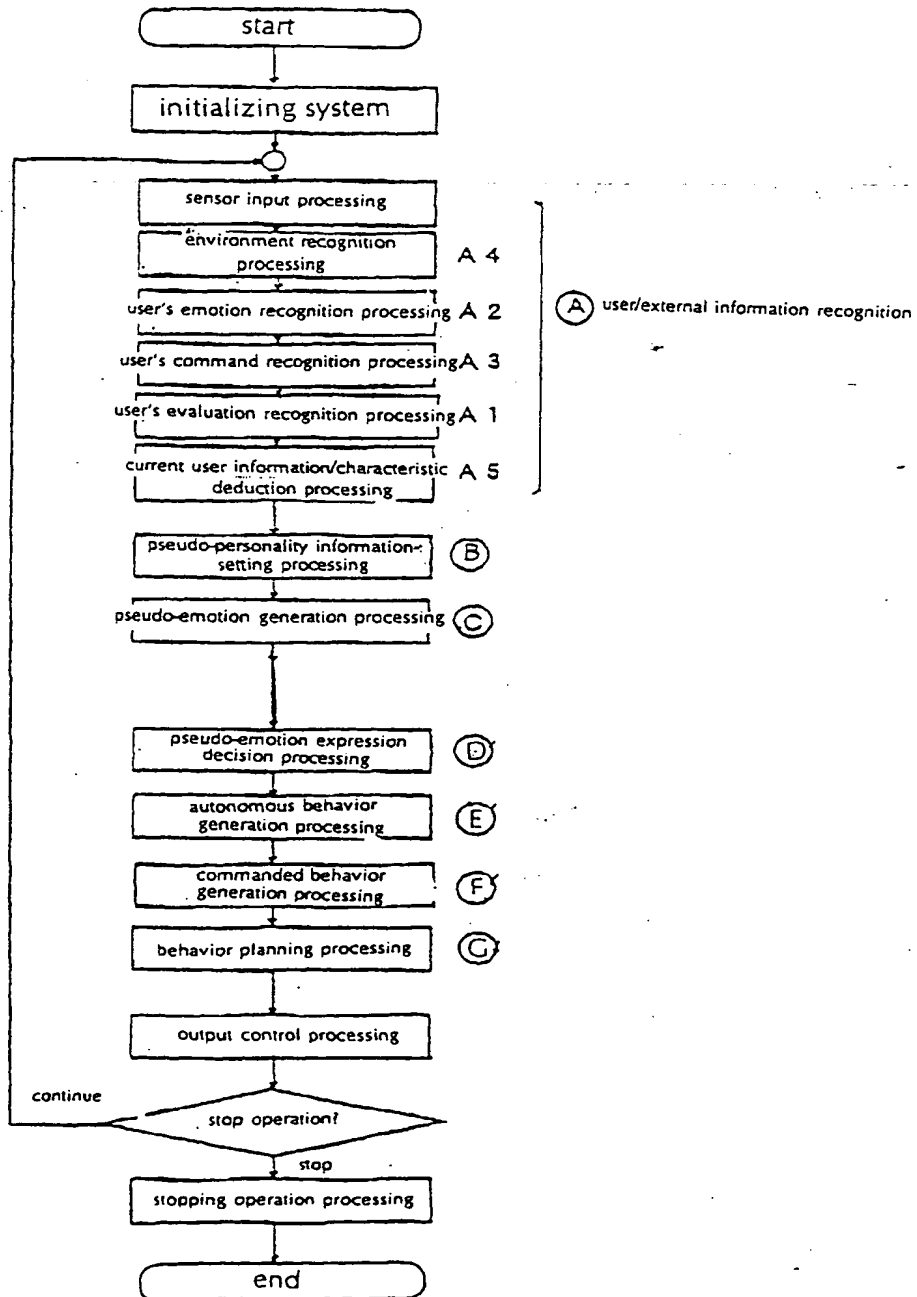 start
initializing system
sensor input processing
environment recognition
processing
A 4
user's emotion recognition processing
A 2
A user/external information recognition
user's command recognition processing
A 3
user's evaluation recognition processing
A 1
current user information/characteristic
deduction processing
A 5
pseudo-personality information-
setting processing
B
pseudo-emotion generation processing
C
pseudo-emotion expression
decision processing
D
autonomous behavior
generation processing
E
commanded behavior
generation processing
F
behavior planning processing
G
output control processing
continue
stop operation?
stop
stopping operation processing
end